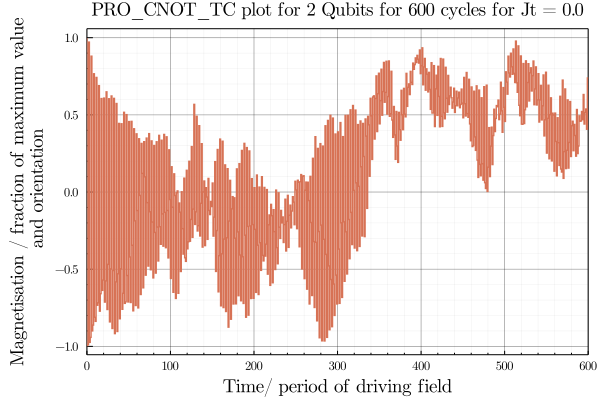 PRO_CNOT_TC plot for 2 Qubits for 600 cycles for Jt = 0.0
Magnetisation / fraction of maximum value
and orientation
1.0
0.5
0.0
−0.5
−1.0
0 100 200 300 400 500 600
Time/ period of driving field